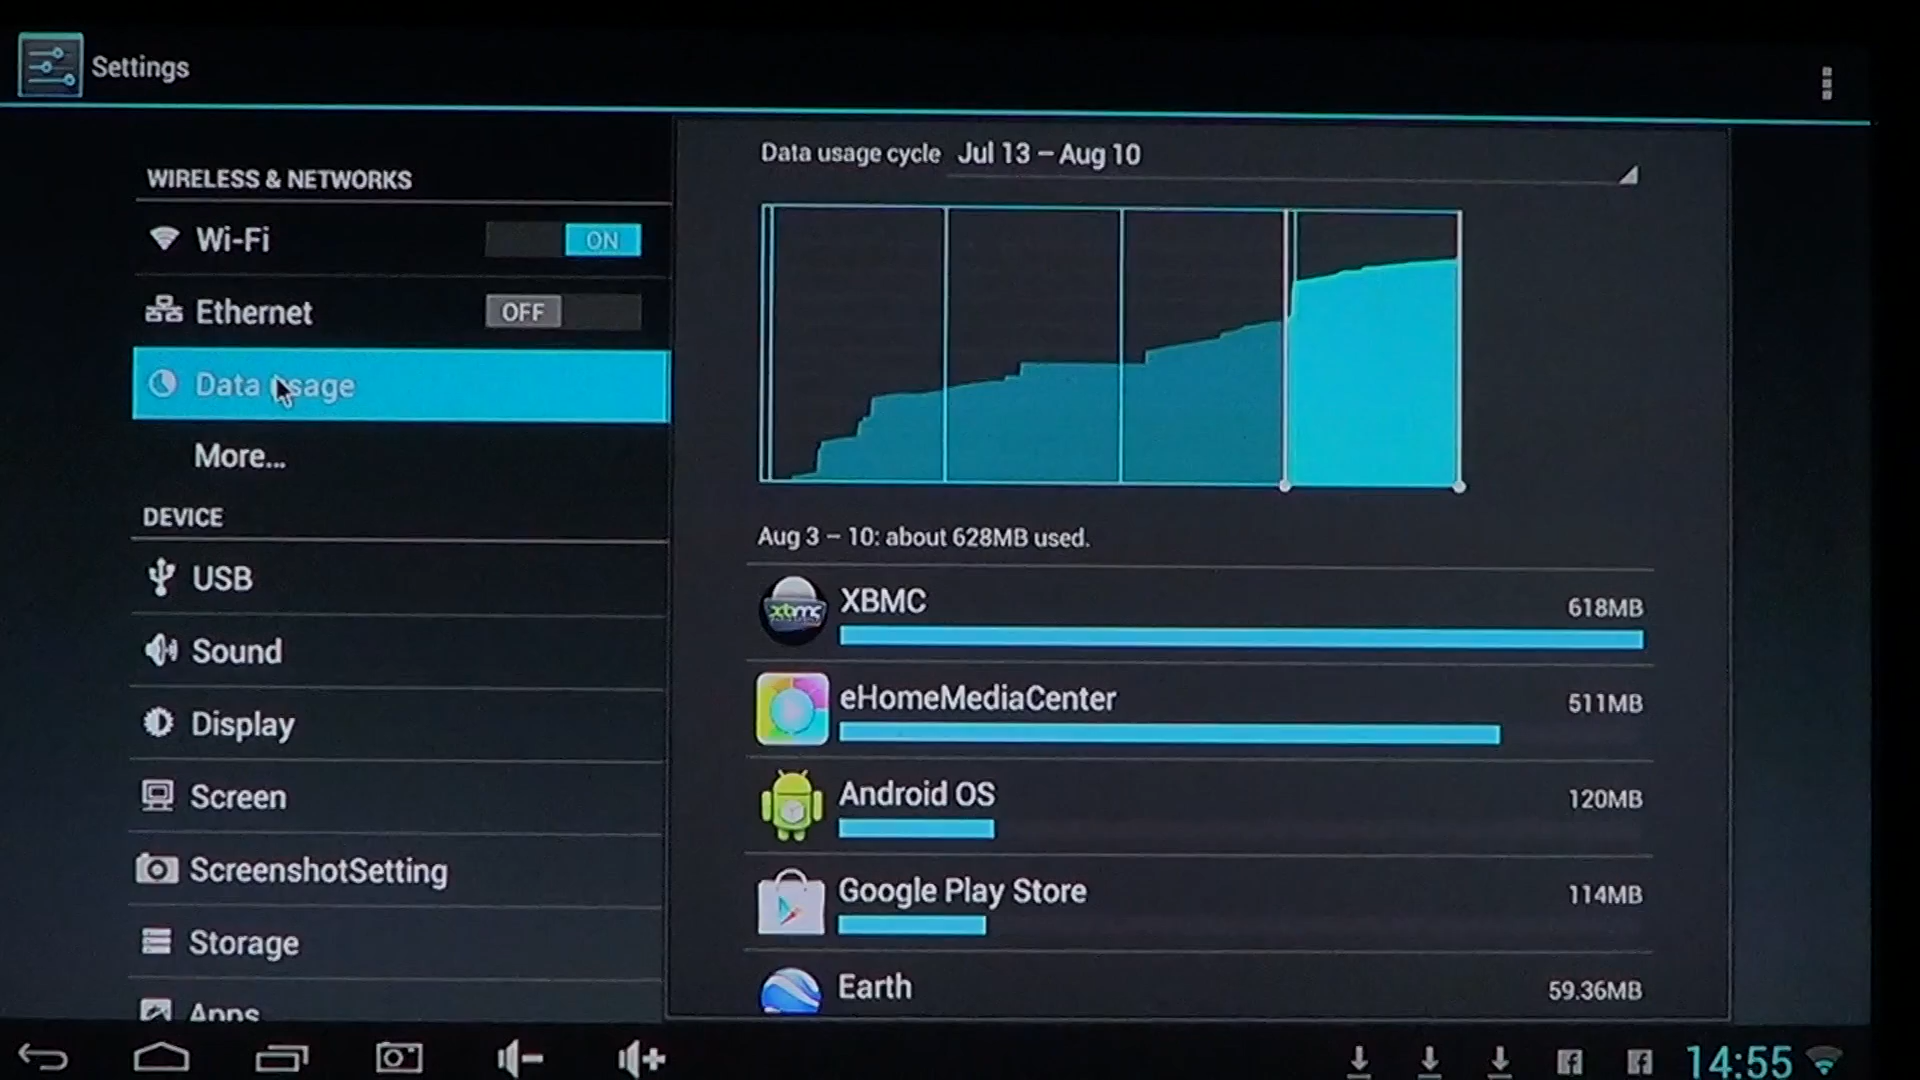 Settings
WIRELESS & NETWORKS
Wi-Fi
ON
Ethernet
OFF
Data usage
More...
DEVICE
USB
Sound
Display
Screen
ScreenshotSetting
Storage
Apps
Data usage cycle Jul 13 – Aug 10
Aug 3 – 10: about 628MB used.
xbmc
XBMC
618MB
eHomeMediaCenter
511MB
Android OS
120MB
Google Play Store
114MB
Earth
59.36MB
14:55